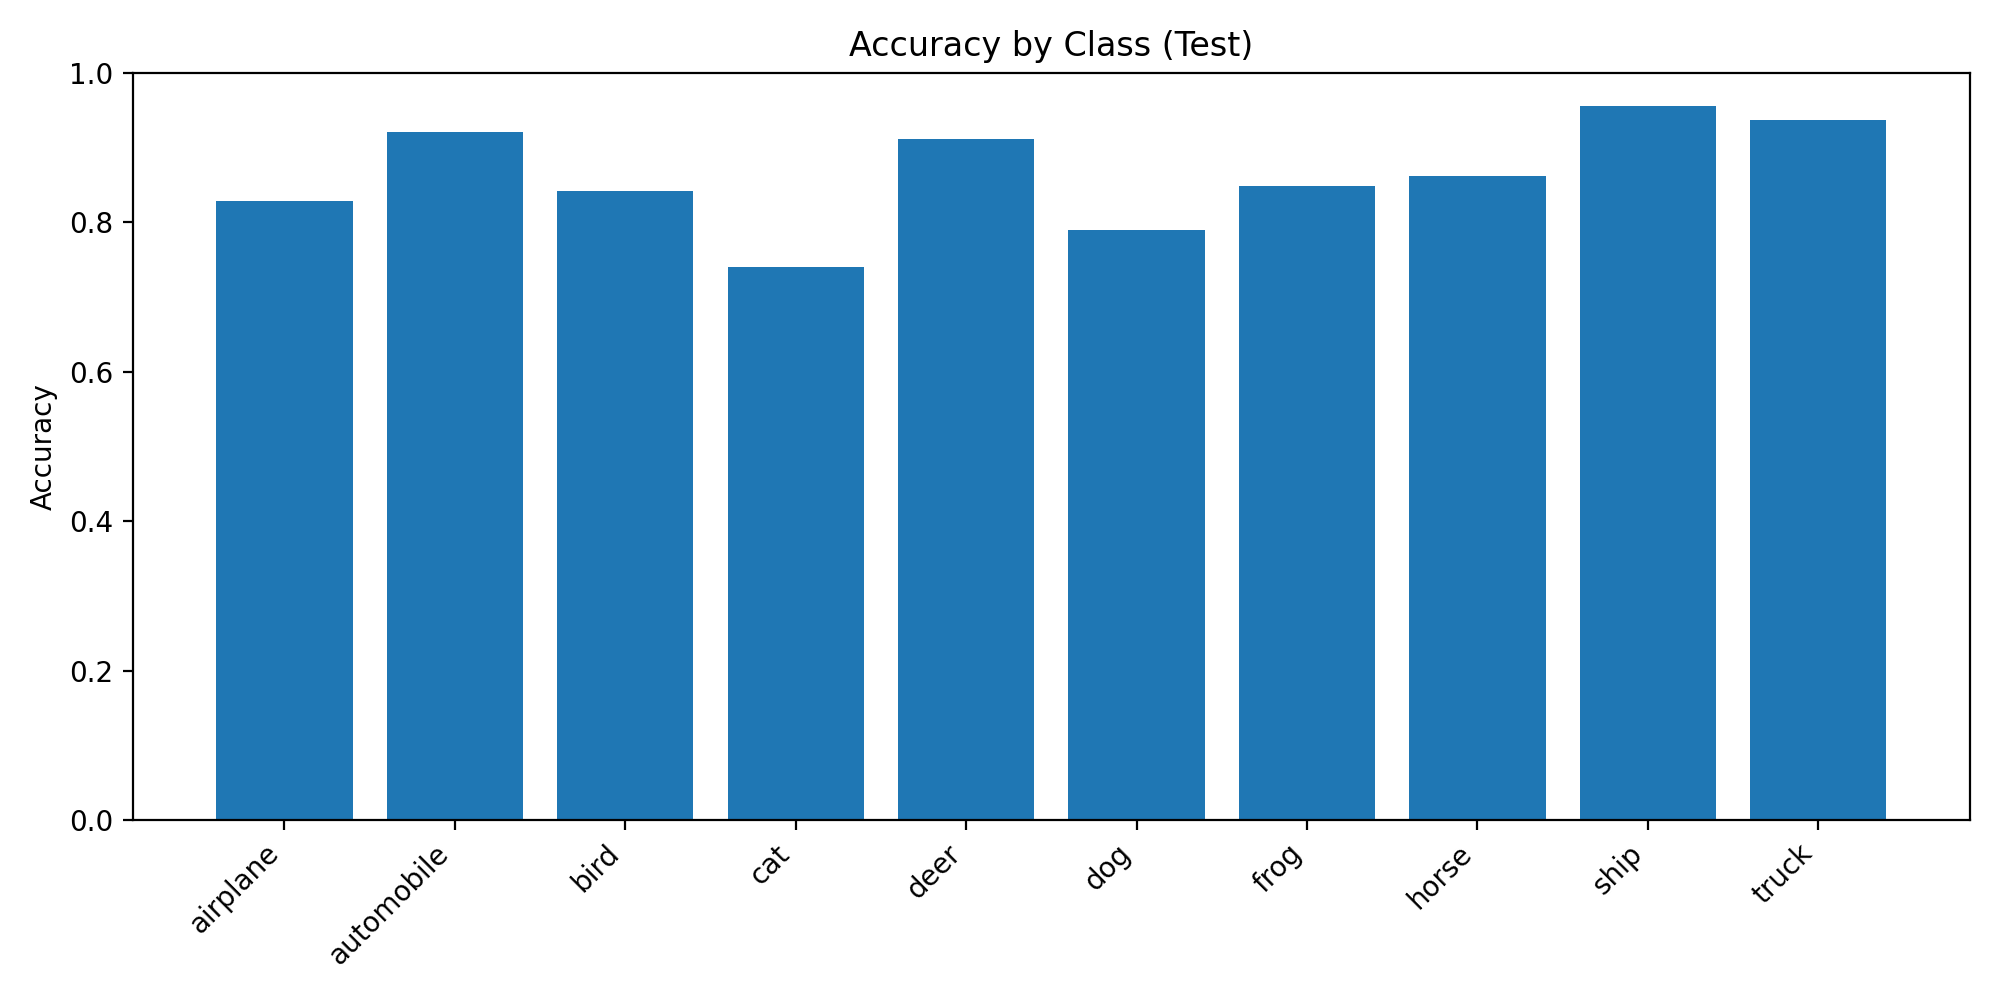 Accuracy by Class (Test)
1.0
0.8
0.6
0.4
0.2
0.0
Accuracy
airplane
automobile
bird
cat
deer
dog
frog
horse
ship
truck